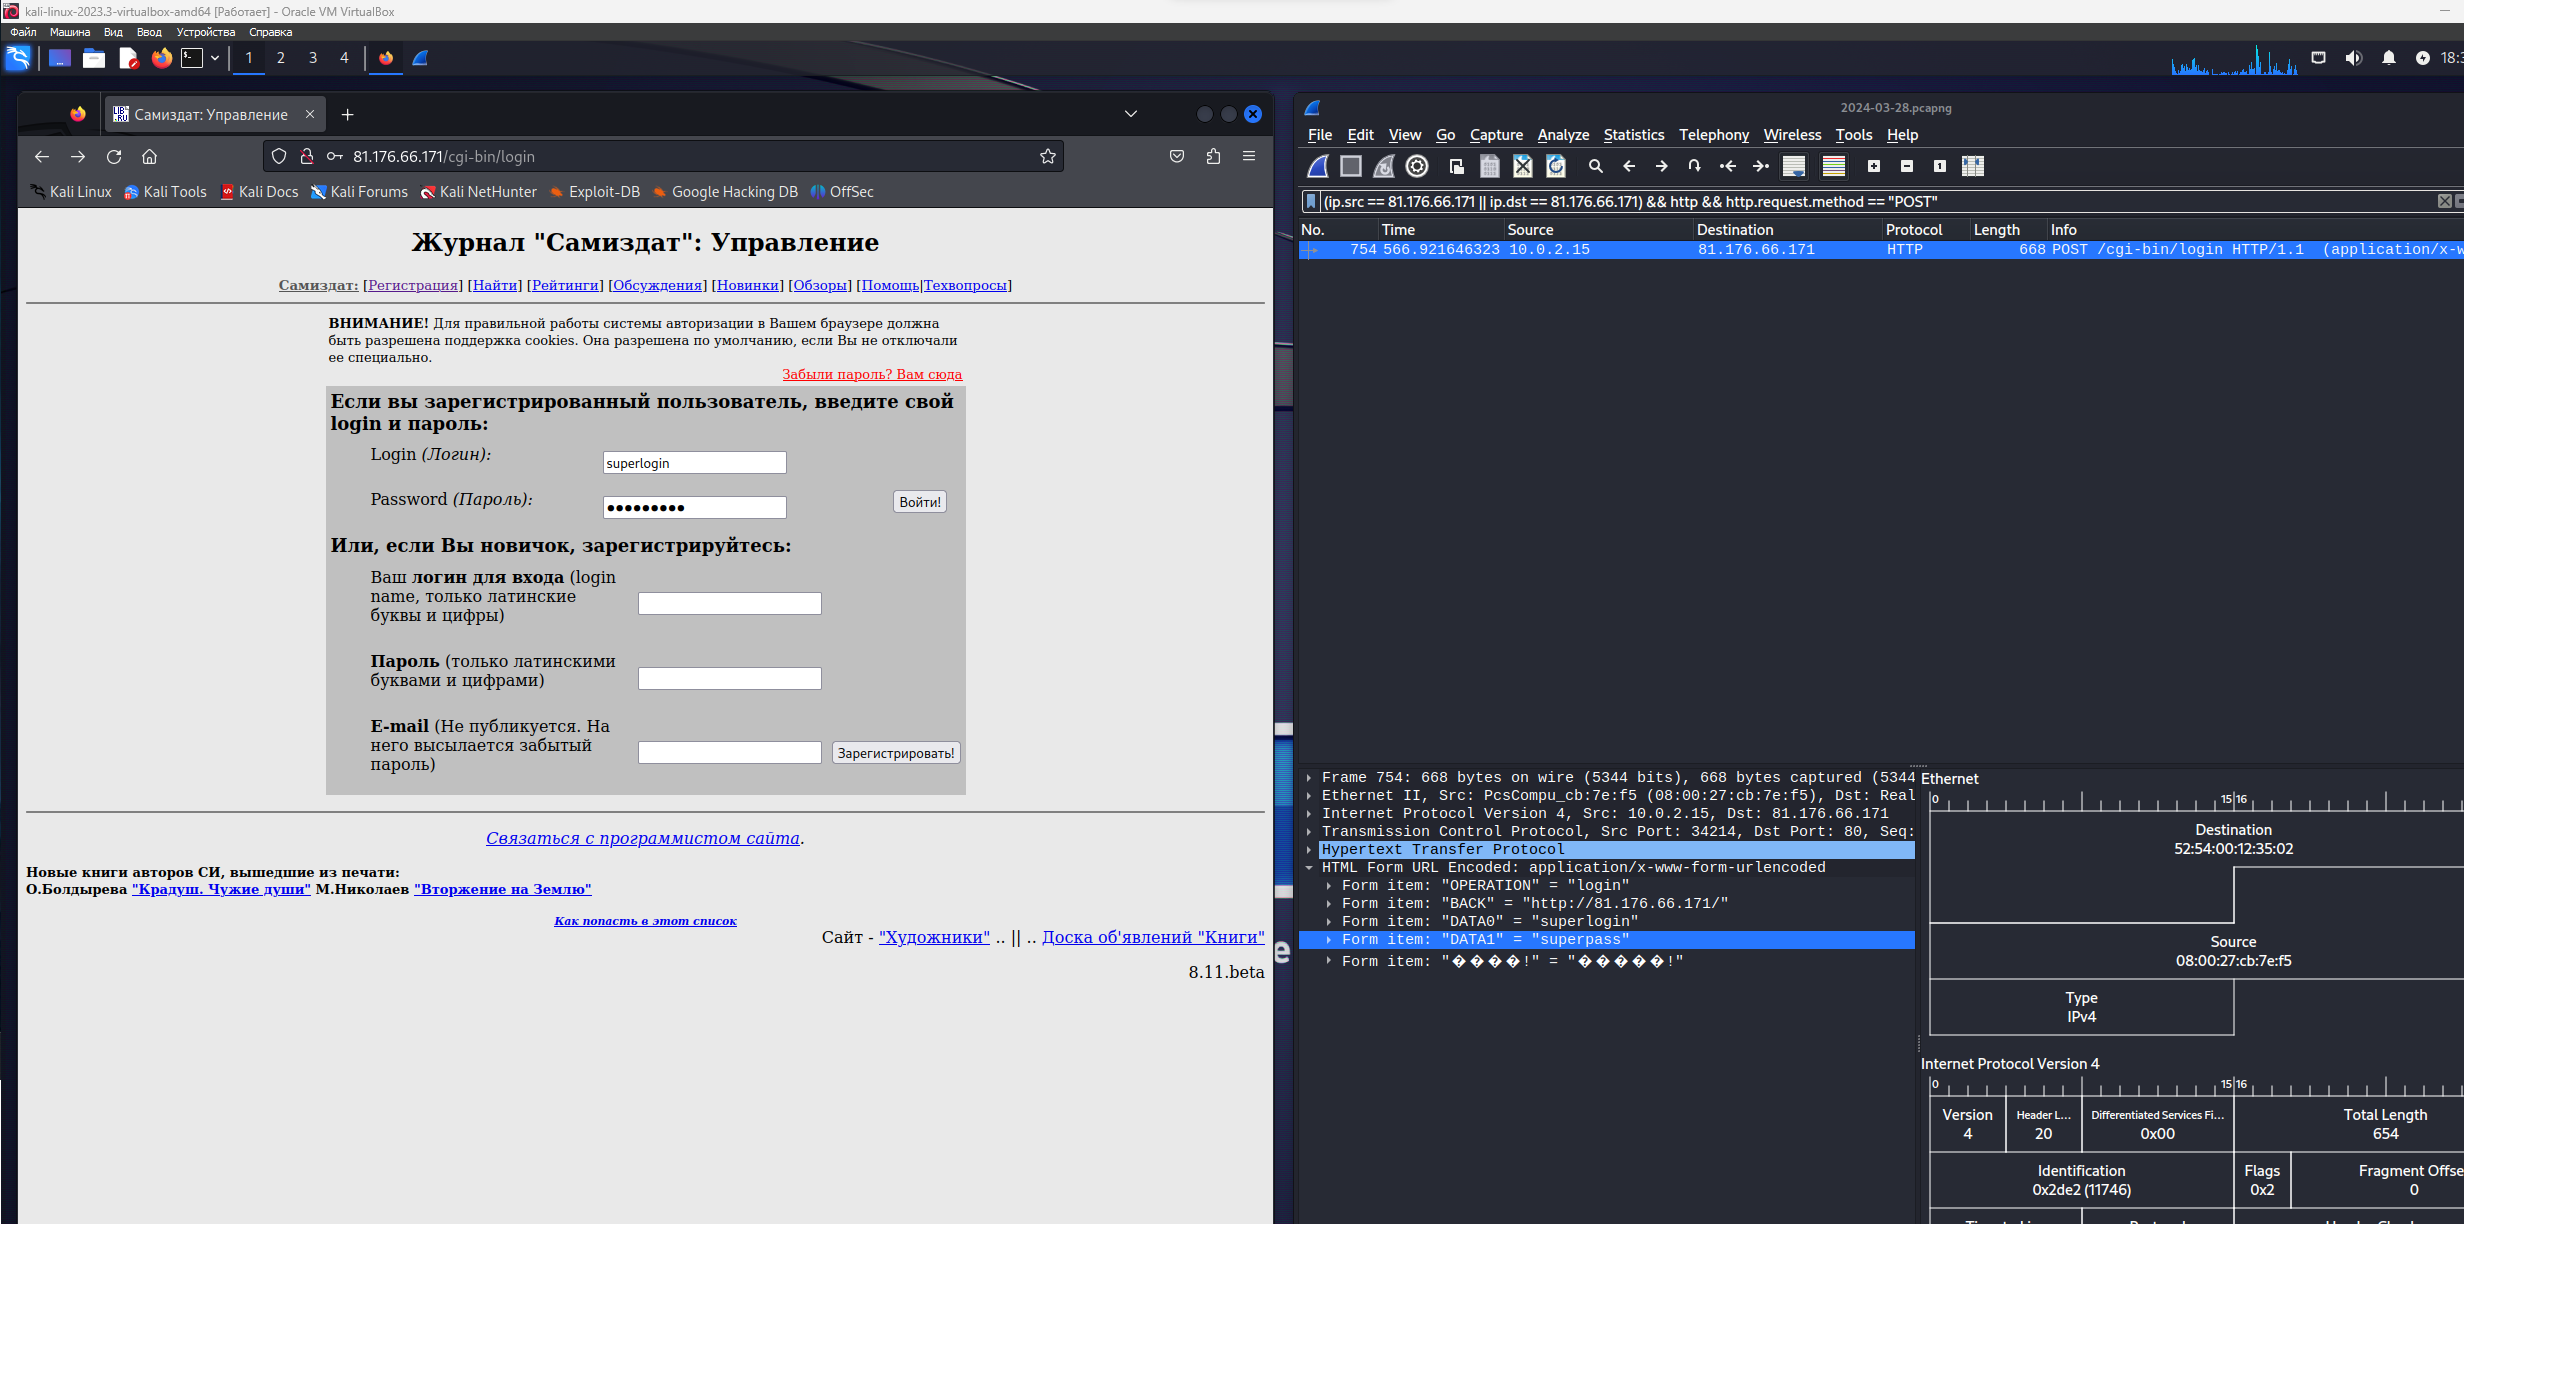 kali-linux-2023.3-virtualbox-amd64 [Работает] - Oracle VM VirtualBox
Файл Машина Вид Ввод Устройства Справка
1 2 3 4
Самиздат: Управление
81.176.66.171/cgi-bin/login
Kali Linux Kali Tools Kali Docs Kali Forums Kali NetHunter Exploit-DB Google Hacking DB OffSec
Журнал "Самиздат": Управление
Самиздат: [Регистрация] [Найти] [Рейтинги] [Обсуждения] [Новинки] [Обзоры] [Помощь|Техвопросы]
ВНИМАНИЕ! Для правильной работы системы авторизации в Вашем браузере должна
быть разрешена поддержка cookies. Она разрешена по умолчанию, если Вы не отключали
ее специально.
Забыли пароль? Вам сюда
Если вы зарегистрированный пользователь, введите свой
login и пароль:
Login (Логин):
superlogin
Password (Пароль):
●●●●●●●●●
Войти!
Или, если Вы новичок, зарегистрируйтесь:
Ваш логин для входа (login
name, только латинские
буквы и цифры)
Пароль (только латинскими
буквами и цифрами)
E-mail (Не публикуется. На
него высылается забытый
пароль)
Зарегистрировать!
Связаться с программистом сайта.
Новые книги авторов СИ, вышедшие из печати:
О.Болдырева "Крадуш. Чужие души" М.Николаев "Вторжение на Землю"
Как попасть в этот список
Сайт - "Художники" .. || .. Доска об'явлений "Книги"
8.11.beta
2024-03-28.pcapng
File Edit View Go Capture Analyze Statistics Telephony Wireless Tools Help
(ip.src == 81.176.66.171 || ip.dst == 81.176.66.171) && http && http.request.method == "POST"
No. Time Source Destination Protocol Length Info
754 566.921646323 10.0.2.15 81.176.66.171 HTTP 668 POST /cgi-bin/login HTTP/1.1 (application/x-w
Frame 754: 668 bytes on wire (5344 bits), 668 bytes captured (5344
Ethernet II, Src: PcsCompu_cb:7e:f5 (08:00:27:cb:7e:f5), Dst: Real
Internet Protocol Version 4, Src: 10.0.2.15, Dst: 81.176.66.171
Transmission Control Protocol, Src Port: 34214, Dst Port: 80, Seq:
Hypertext Transfer Protocol
HTML Form URL Encoded: application/x-www-form-urlencoded
Form item: "OPERATION" = "login"
Form item: "BACK" = "http://81.176.66.171/"
Form item: "DATA0" = "superlogin"
Form item: "DATA1" = "superpass"
Form item: "����!" = "�����!"
Ethernet
0 15 16
Destination
52:54:00:12:35:02
Source
08:00:27:cb:7e:f5
Type
IPv4
Internet Protocol Version 4
0 15 16
Version Header L... Differentiated Services Fi... Total Length
4 20 0x00 654
Identification Flags Fragment Offse
0x2de2 (11746) 0x2 0